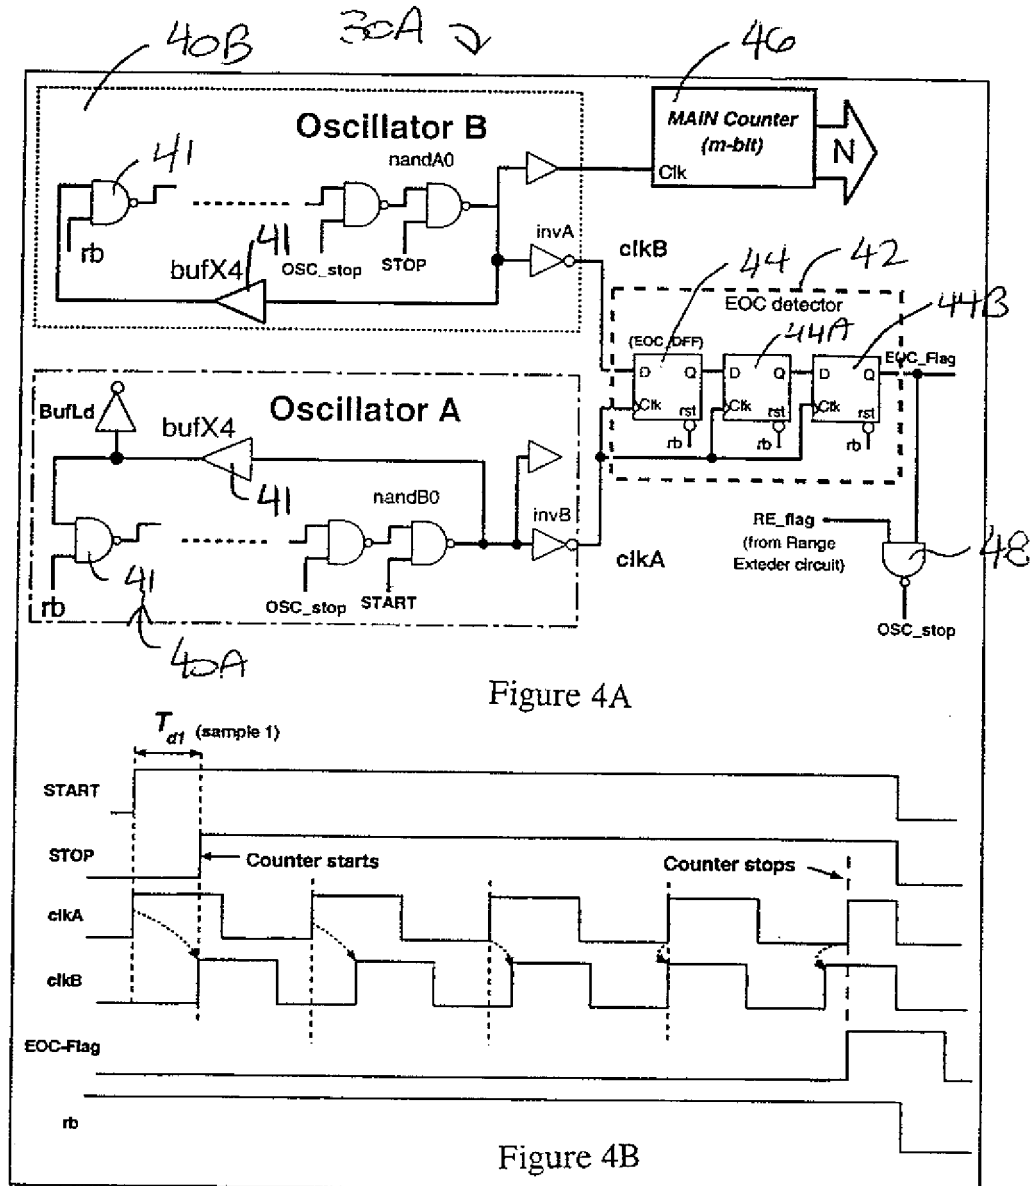 40B
30A
46
Oscillator B
MAIN Counter
(m-bit)
N
Clk
41
nandA0
rb
41
bufX4
OSC_stop
STOP
invA
clkB
44
42
EOC detector
44A
44B
(EOC_DFF)
EOC_Flag
D Q
D Q
D Q
Clk
rst
Clk
rst
Clk
rst
rb
rb
rb
BufLd
Oscillator A
bufX4
41
nandB0
invB
41
rb
OSC_stop
START
clkA
RE_flag
(from Range
Exteder circuit)
48
OSC_stop
40A
Figure 4A
Td1 (sample 1)
START
STOP
Counter starts
Counter stops
clkA
clkB
EOC-Flag
rb
Figure 4B